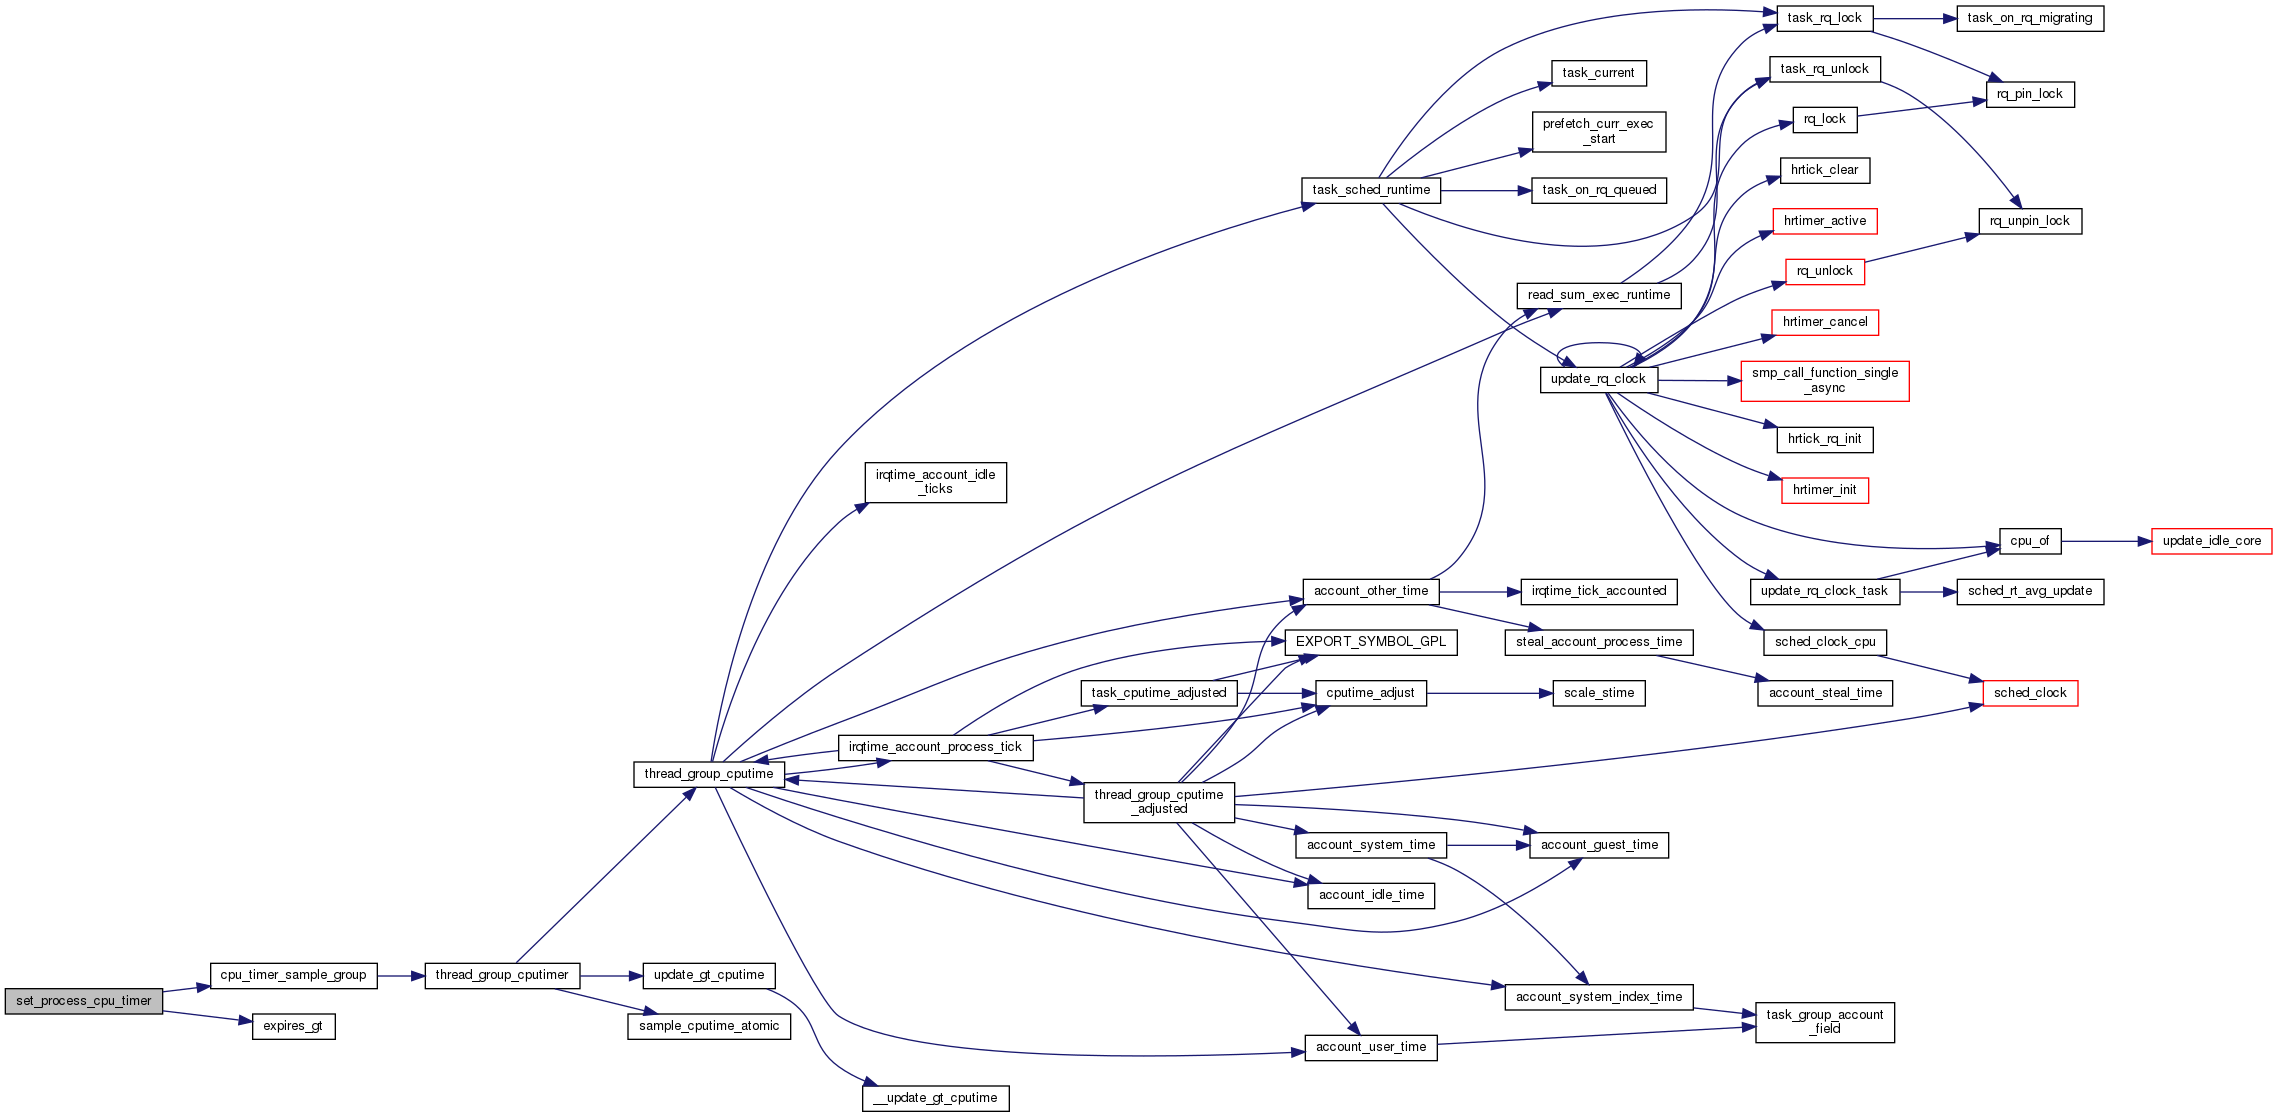 task_rq_lock
task_on_rq_migrating
task_current
task_rq_unlock
rq_pin_lock
prefetch_curr_exec
_start
rq_lock
hrtick_clear
task_sched_runtime
task_on_rq_queued
hrtimer_active
rq_unpin_lock
rq_unlock
read_sum_exec_runtime
hrtimer_cancel
update_rq_clock
smp_call_function_single
_async
hrtick_rq_init
irqtime_account_idle
_ticks
hrtimer_init
cpu_of
update_idle_core
account_other_time
irqtime_tick_accounted
update_rq_clock_task
sched_rt_avg_update
EXPORT_SYMBOL_GPL
steal_account_process_time
sched_clock_cpu
task_cputime_adjusted
cputime_adjust
scale_stime
account_steal_time
sched_clock
irqtime_account_process_tick
thread_group_cputime
thread_group_cputime
_adjusted
account_system_time
account_guest_time
account_idle_time
cpu_timer_sample_group
thread_group_cputimer
update_gt_cputime
set_process_cpu_timer
account_system_index_time
expires_gt
sample_cputime_atomic
task_group_account
_field
account_user_time
__update_gt_cputime